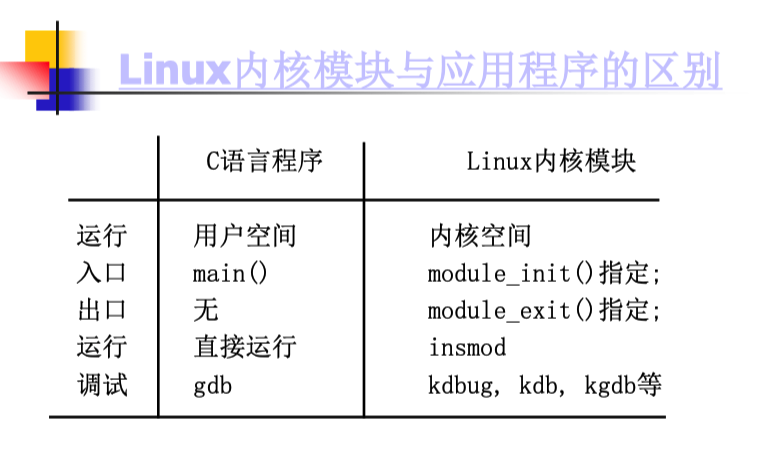 Linux内核模块与应用程序的区别
C语言程序 Linux内核模块
运行 用户空间 内核空间
入口 main() module_init()指定;
出口 无 module_exit()指定;
运行 直接运行 insmod
调试 gdb kdbug, kdb, kgdb等